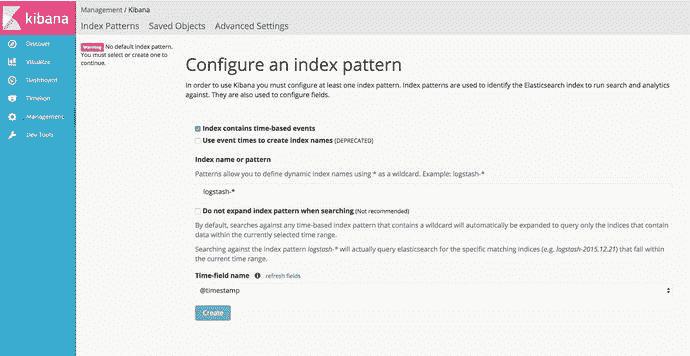 kibana
Management / Kibana
Index Patterns Saved Objects Advanced Settings
Discover
Visualize
Dashboard
Timelion
Management
Dev Tools
Warning No default index pattern.
You must select or create one to
continue.
Configure an index pattern
In order to use Kibana you must configure at least one index pattern. Index patterns are used to identify the Elasticsearch index to run search and analytics
against. They are also used to configure fields.
Index contains time-based events
Use event times to create index names (DEPRECATED)
Index name or pattern
Patterns allow you to define dynamic index names using * as a wildcard. Example: logstash-*
logstash-*
Do not expand index pattern when searching (Not recommended)
By default, searches against any time-based index pattern that contains a wildcard will automatically be expanded to query only the indices that contain
data within the currently selected time range.
Searching against the index pattern logstash-* will actually query elasticsearch for the specific matching indices (e.g. logstash-2015.12.21) that fall within
the current time range.
Time-field name refresh fields
@timestamp
Create